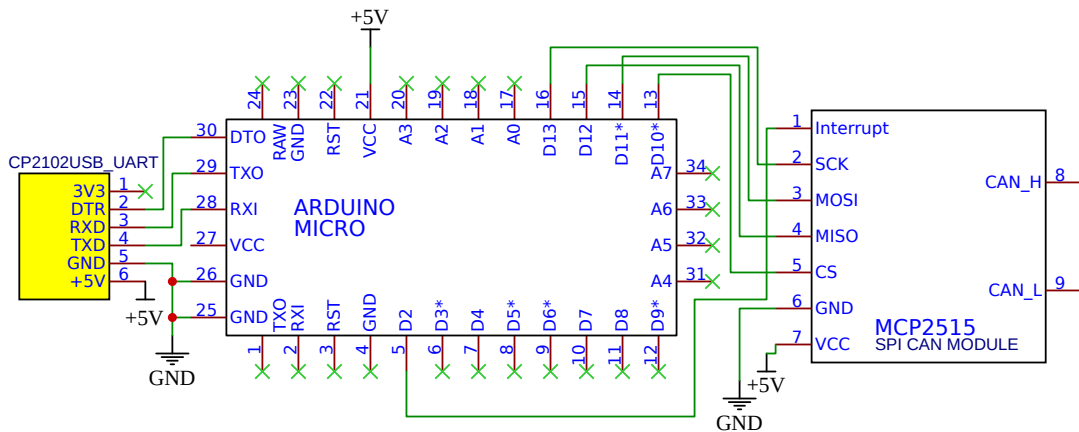 +5V
24
23
22
21
20
19
18
17
16
15
14
13
RAW
GND
RST
VCC
A3
A2
A1
A0
D13
D12
D11*
D10*
30
DTO
29
TXO
28
RXI
27
VCC
26
GND
25
GND
ARDUINO
MICRO
A7
34
A6
33
A5
32
A4
31
TXO
RXI
RST
GND
D2
D3*
D4
D5*
D6*
D7
D8
D9*
1
2
3
4
5
6
7
8
9
10
11
12
CP2102USB_UART
3V3
1
DTR
2
RXD
3
TXD
4
GND
5
+5V
6
+5V
GND
1
Interrupt
2
SCK
3
MOSI
4
MISO
5
CS
6
GND
7
VCC
CAN_H
8
CAN_L
9
MCP2515
SPI CAN MODULE
+5V
GND